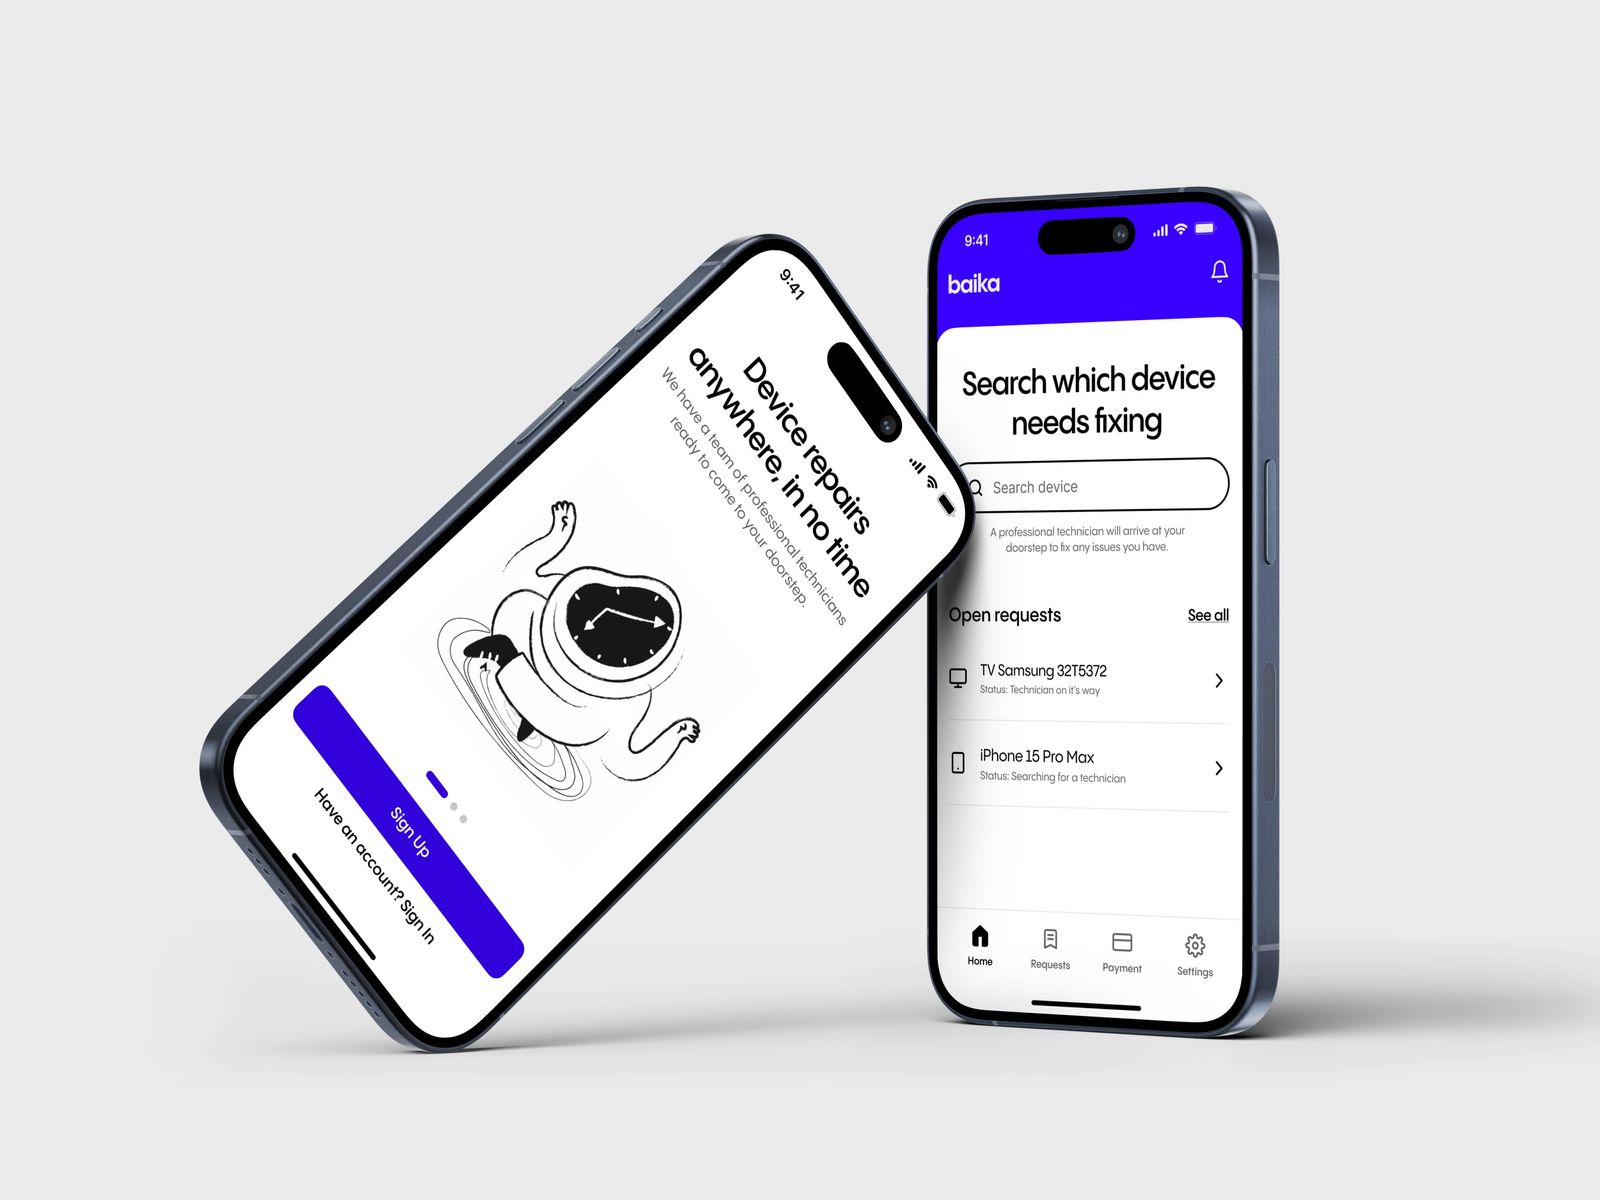 9:41
Device repairs
anywhere, in no time
We have a team of professional technicians
ready to come to your doorstep.
Sign Up
Have an account? Sign In
9:41
baika
Search which device
needs fixing
Search device
A professional technician will arrive at your
doorstep to fix any issues you have.
Open requests
See all
TV Samsung 32T5372
Status: Technician on it's way
iPhone 15 Pro Max
Status: Searching for a technician
Home
Requests
Payment
Settings